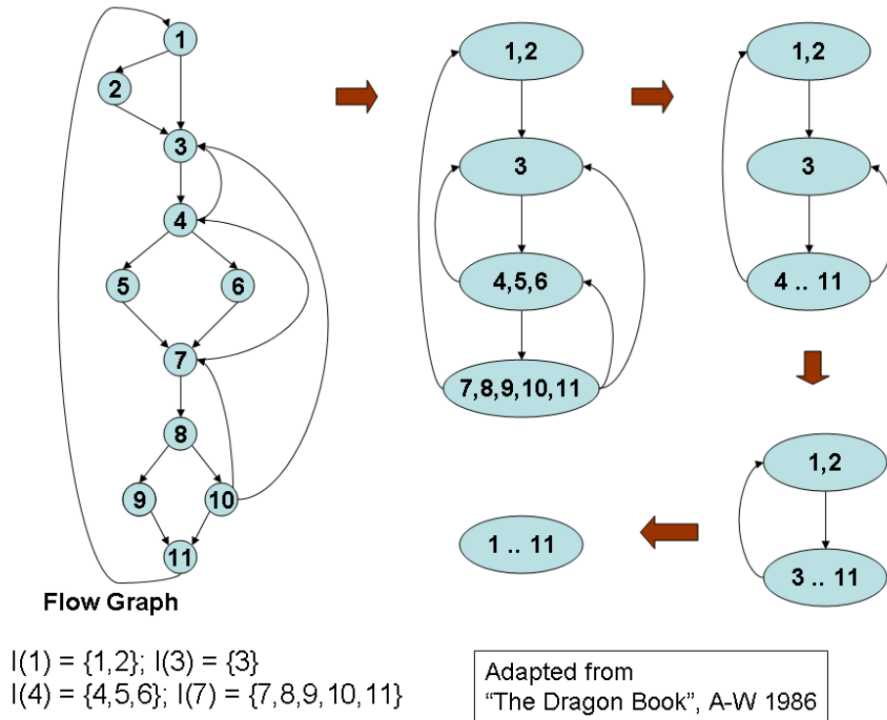 1
2
3
4
5
6
7
8
9
10
11
Flow Graph
1,2
3
4,5,6
7,8,9,10,11
1,2
3
4 .. 11
1,2
3 .. 11
1 .. 11
I(1) = {1,2}; I(3) = {3}
I(4) = {4,5,6}; I(7) = {7,8,9,10,11}
Adapted from
“The Dragon Book”, A-W 1986